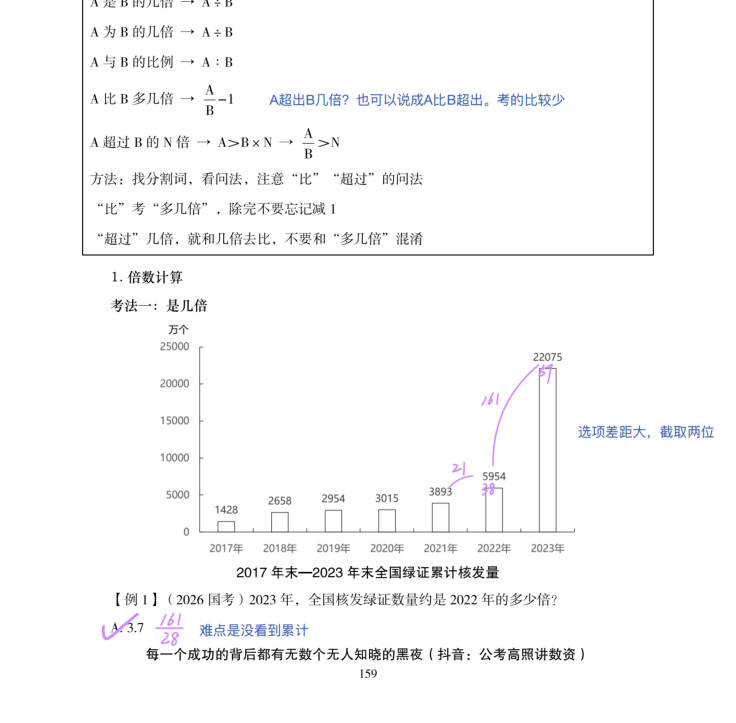 A 是 B 的几倍 → A÷B
A 为 B 的几倍 → A÷B
A 与 B 的比例 → A∶B
A 比 B 多几倍 → A/B−1 A超出B几倍？也可以说成A比B超出。考的比较少
A 超过 B 的 N 倍 → A>B×N → A/B>N
方法：找分割词，看问法，注意“比”“超过”的问法
“比”考“多几倍”，除完不要忘记减 1
“超过”几倍，就和几倍去比，不要和“多几倍”混淆
1. 倍数计算
考法一：是几倍
万个
25000
22075
20000
161
15000
选项差距大，截取两位
10000
21
5954
38
5000
3893
3015
2954
2658
1428
0
2017年 2018年 2019年 2020年 2021年 2022年 2023年
2017 年末—2023 年末全国绿证累计核发量
【例 1】（2026 国考）2023 年，全国核发绿证数量约是 2022 年的多少倍？
A. 3.7 161/28 难点是没看到累计
每一个成功的背后都有无数个无人知晓的黑夜（抖音：公考高照讲数资）
159